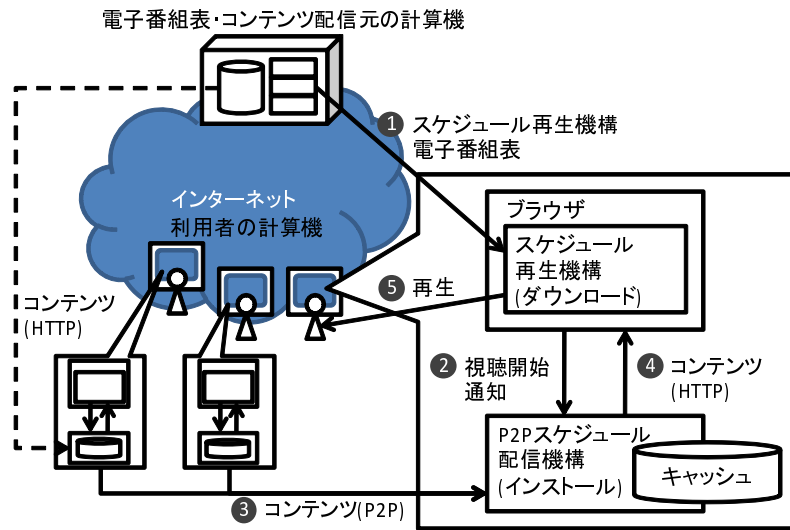 電子番組表・コンテンツ配信元の計算機
1 スケジュール再生機構
電子番組表
インターネット
利用者の計算機
ブラウザ
スケジュール
再生機構
(ダウンロード)
5 再生
コンテンツ
(HTTP)
2 視聴開始
通知
4 コンテンツ
(HTTP)
P2Pスケジュール
配信機構
(インストール)
キャッシュ
3 コンテンツ(P2P)